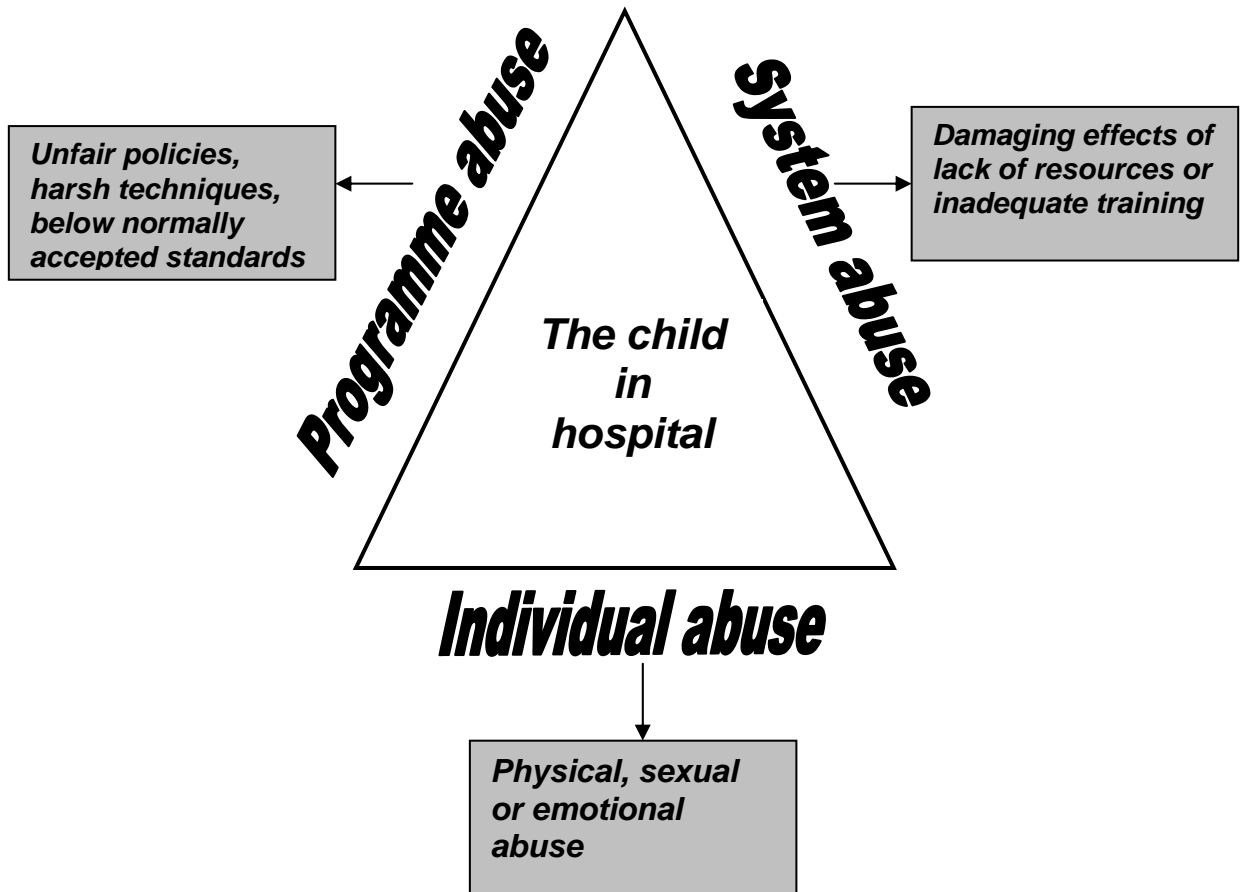 Programme abuse
System abuse
Unfair policies,
harsh techniques,
below normally
accepted standards
Damaging effects of
lack of resources or
inadequate training
The child
in
hospital
Individual abuse
Physical, sexual
or emotional
abuse